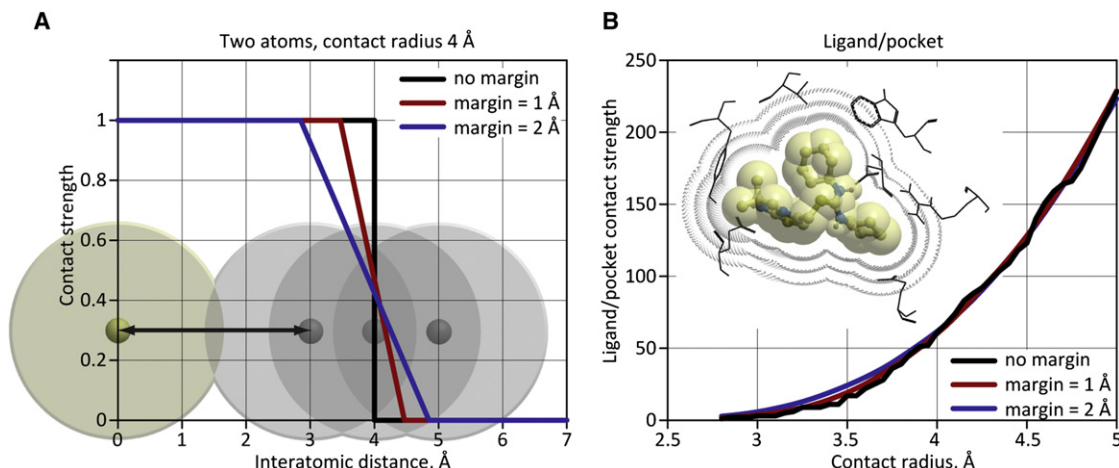 A
Two atoms, contact radius 4 Å
no margin
margin = 1 Å
margin = 2 Å
Contact strength
1
0.8
0.6
0.4
0.2
0
0 1 2 3 4 5 6 7
Interatomic distance, Å
B
Ligand/pocket
Ligand/pocket contact strength
250
200
150
100
50
0
no margin
margin = 1 Å
margin = 2 Å
2.5 3 3.5 4 4.5 5
Contact radius, Å